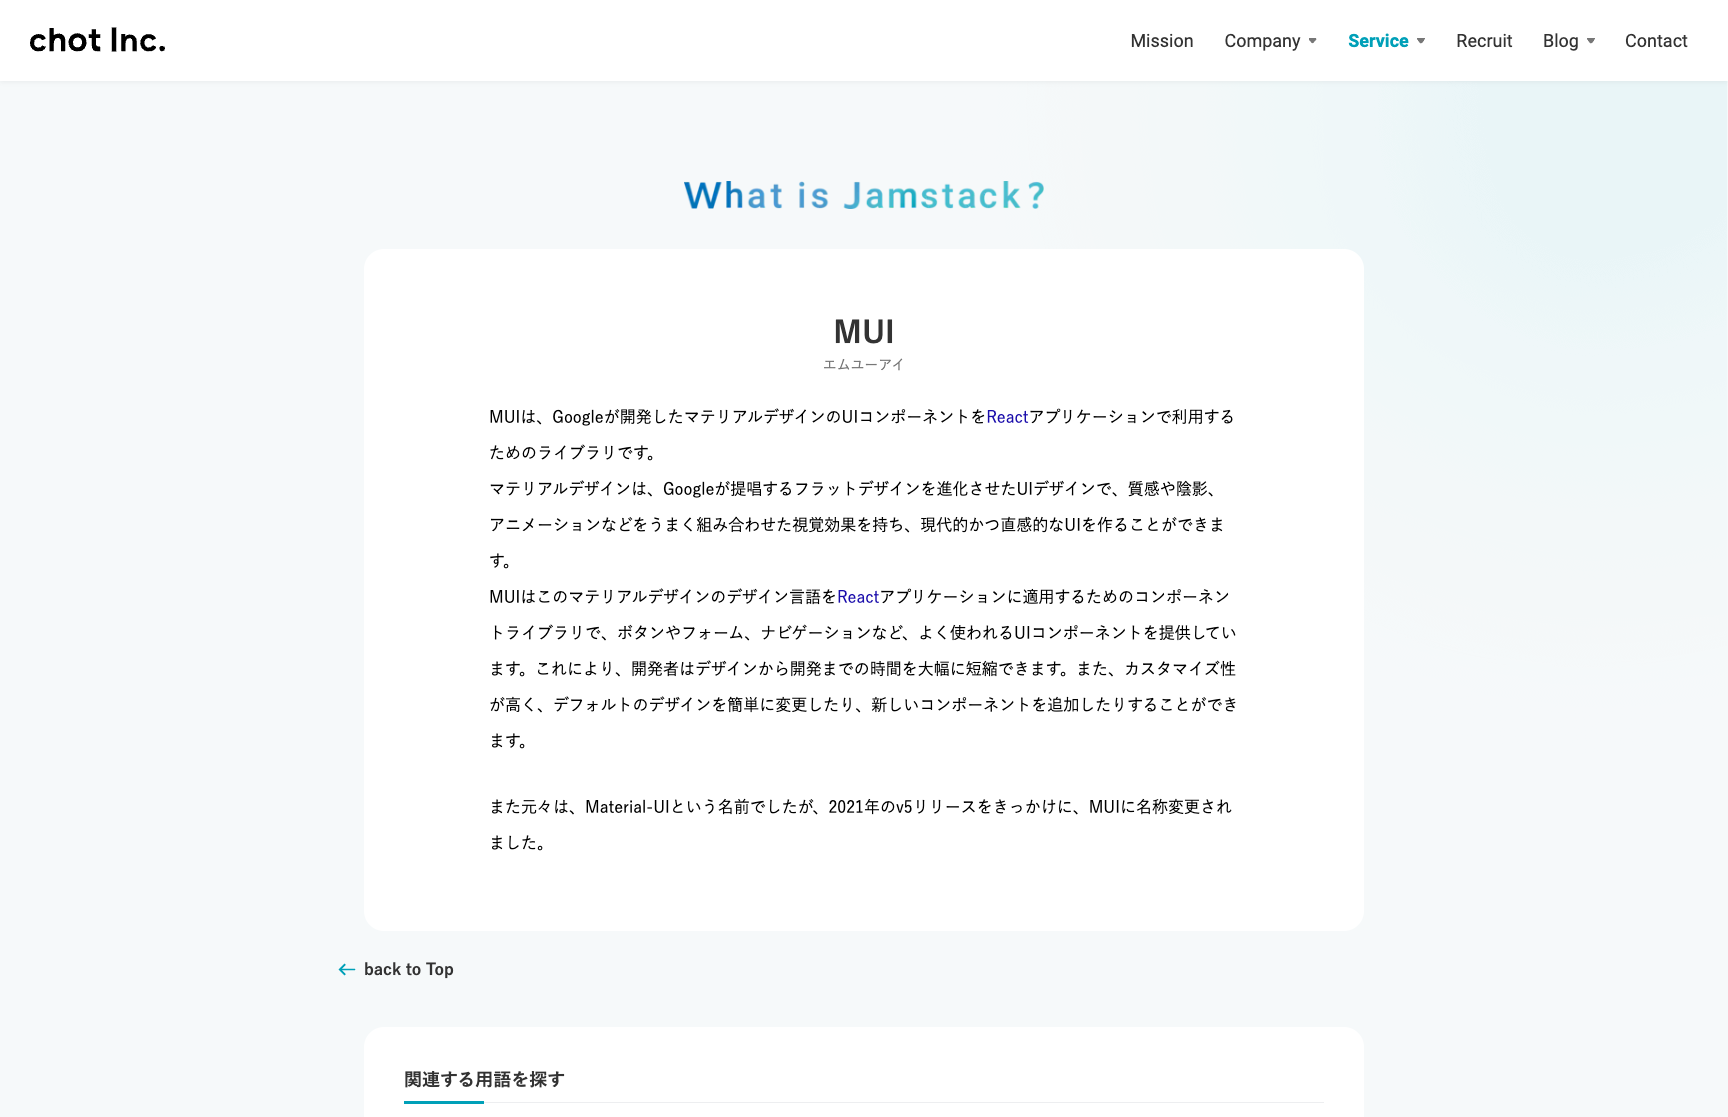 chot Inc.
Mission Company Service Recruit Blog Contact
What is Jamstack?
MUI
エムユーアイ
MUIは、Googleが開発したマテリアルデザインのUIコンポーネントをReactアプリケーションで利用する
ためのライブラリです。
マテリアルデザインは、Googleが提唱するフラットデザインを進化させたUIデザインで、質感や陰影、
アニメーションなどをうまく組み合わせた視覚効果を持ち、現代的かつ直感的なUIを作ることができま
す。
MUIはこのマテリアルデザインのデザイン言語をReactアプリケーションに適用するためのコンポーネン
トライブラリで、ボタンやフォーム、ナビゲーションなど、よく使われるUIコンポーネントを提供してい
ます。これにより、開発者はデザインから開発までの時間を大幅に短縮できます。また、カスタマイズ性
が高く、デフォルトのデザインを簡単に変更したり、新しいコンポーネントを追加したりすることができ
ます。
また元々は、Material-UIという名前でしたが、2021年のv5リリースをきっかけに、MUIに名称変更され
ました。
back to Top
関連する用語を探す